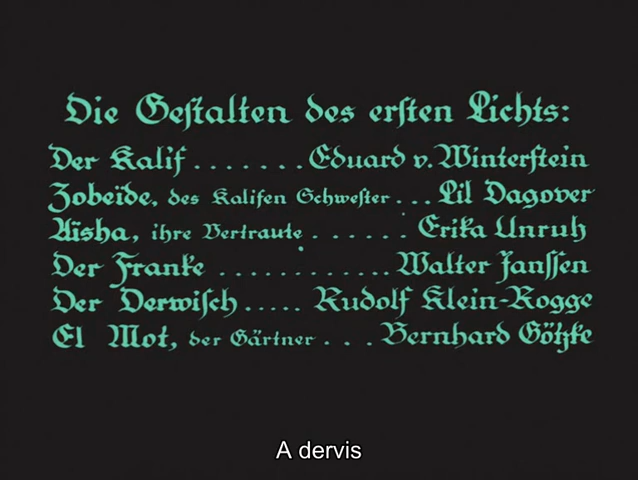 Die Gestalten des ersten Lichts:
Der Kalif . . . . . . . Eduard v. Winterstein
Zobeide, des Kalifen Schwester . . . Lil Dagover
Aïsha, ihre Vertraute . . . . . . Erika Unruh
Der Franke . . . . . . . . . . . . Walter Janssen
Der Derwisch . . . . . Rudolf Klein-Rogge
El Mot, der Gärtner . . . Bernhard Götzke
A dervis